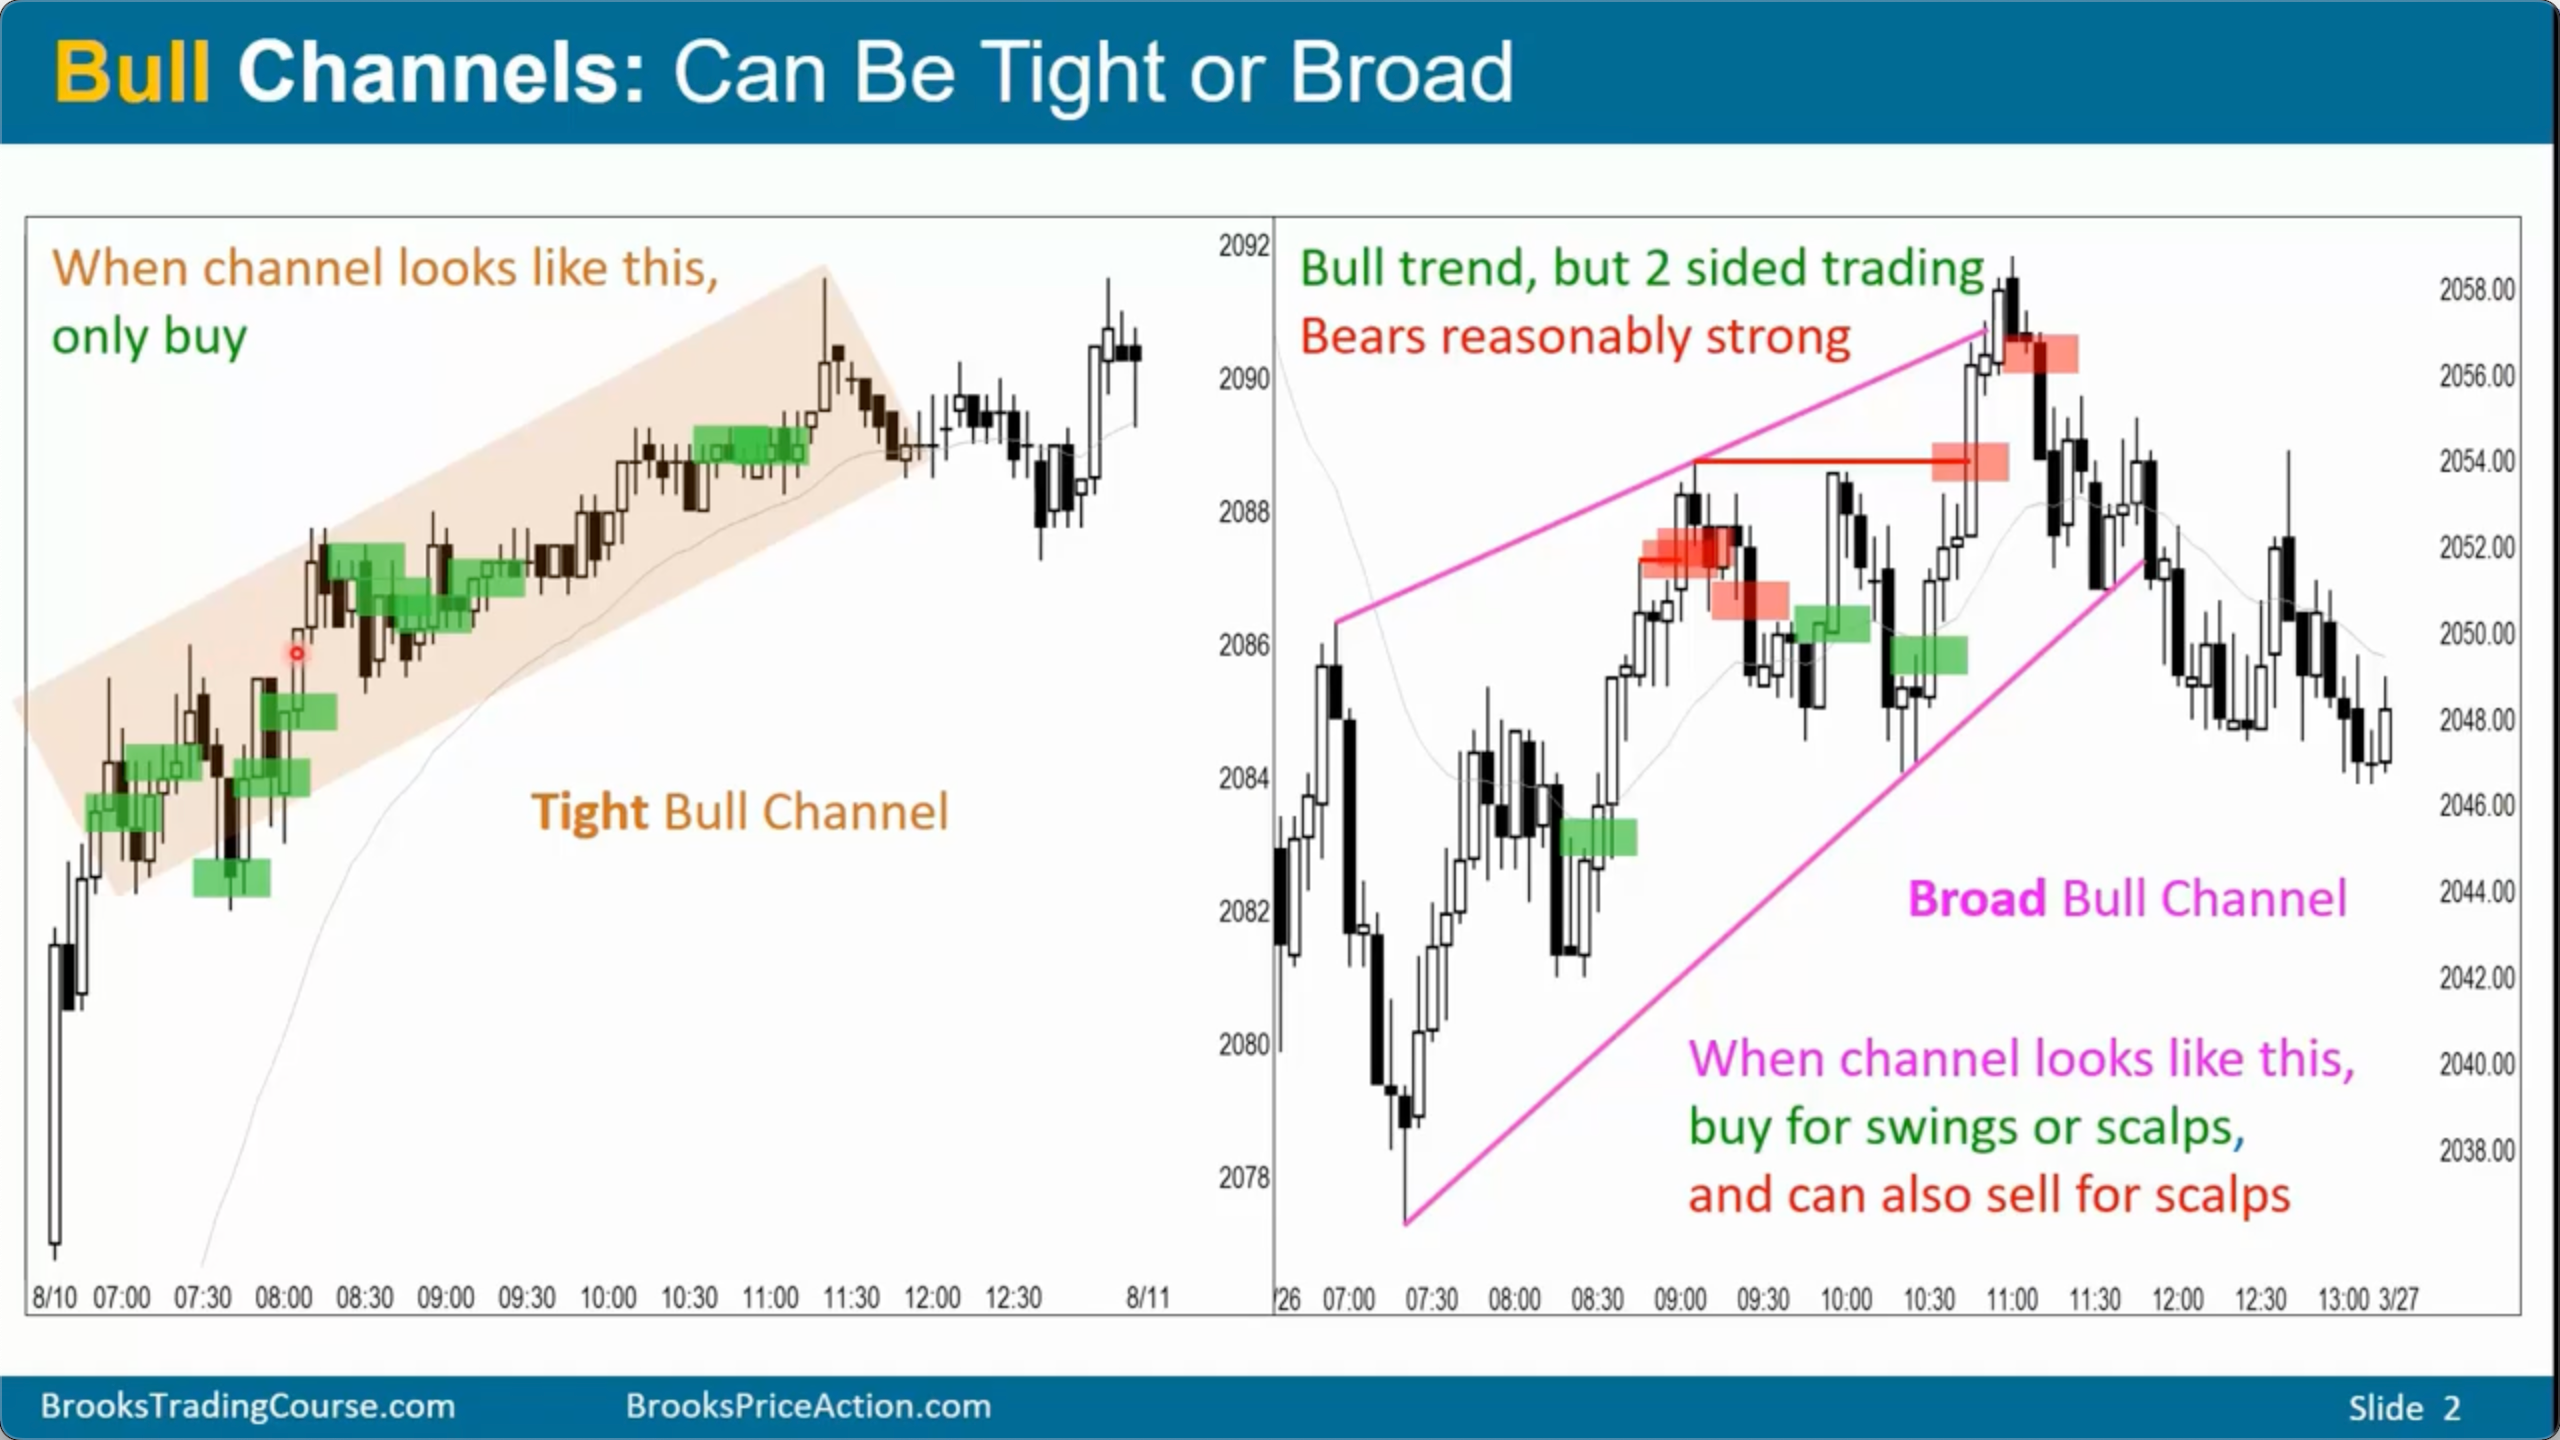 Bull Channels: Can Be Tight or Broad
When channel looks like this,
only buy
Tight Bull Channel
2092
2090
2088
2086
2084
2082
2080
2078
8/10 07:00 07:30 08:00 08:30 09:00 09:30 10:00 10:30 11:00 11:30 12:00 12:30 8/11
Bull trend, but 2 sided trading
Bears reasonably strong
Broad Bull Channel
When channel looks like this,
buy for swings or scalps,
and can also sell for scalps
2058.00
2056.00
2054.00
2052.00
2050.00
2048.00
2046.00
2044.00
2042.00
2040.00
2038.00
/26 07:00 07:30 08:00 08:30 09:00 09:30 10:00 10:30 11:00 11:30 12:00 12:30 13:00 3/27
BrooksTradingCourse.com BrooksPriceAction.com Slide 2